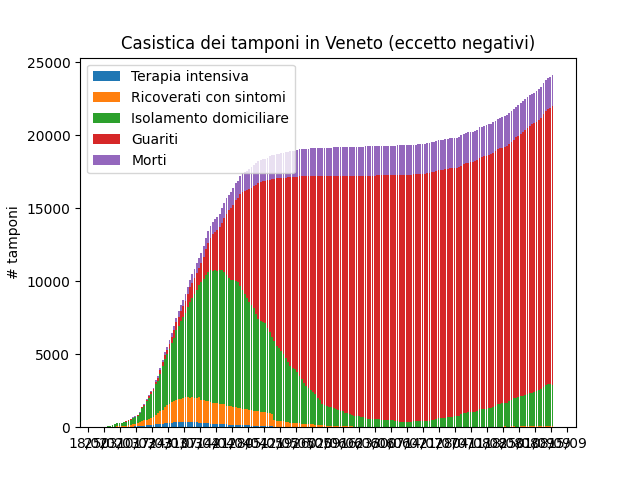 Casistica dei tamponi in Veneto (eccetto negativi)
Terapia intensiva
Ricoverati con sintomi
Isolamento domiciliare
Guariti
Morti
# tamponi
25000
20000
15000
10000
5000
0